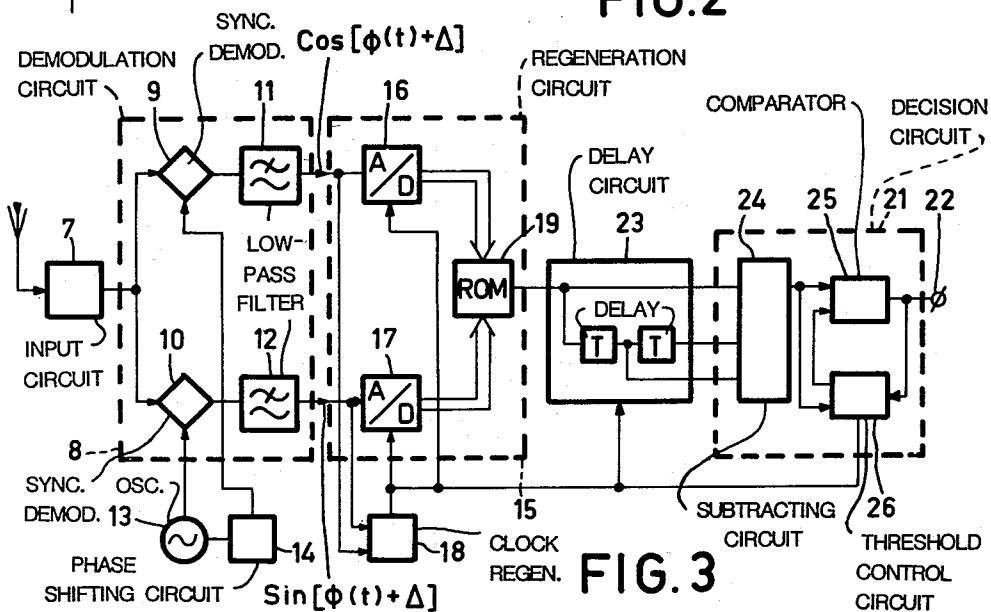 FIG.2
SYNC.
DEMOD.
Cos[ϕ(t)+Δ]
DEMODULATION
CIRCUIT
9
11
16
REGENERATION
CIRCUIT
COMPARATOR
DECISION
CIRCUIT
DELAY
CIRCUIT
A/D
7
LOW-
PASS
FILTER
19
ROM
23
24
25
21
22
DELAY
T
T
INPUT
CIRCUIT
10
12
17
A/D
8
SYNC.
DEMOD.
OSC.
13
14
PHASE
SHIFTING CIRCUIT
Sin[ϕ(t)+Δ]
18
15
CLOCK
REGEN.
FIG.3
SUBTRACTING
CIRCUIT
26
THRESHOLD
CONTROL
CIRCUIT